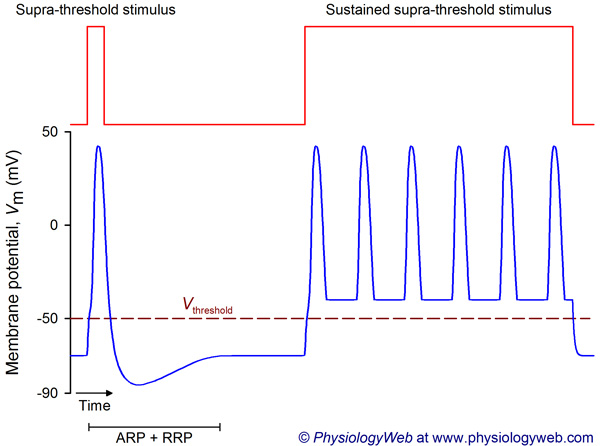 Supra-threshold stimulus
Sustained supra-threshold stimulus
50
0
-50
-90
Membrane potential, Vm (mV)
Vthreshold
Time
ARP + RRP
© PhysiologyWeb at www.physiologyweb.com